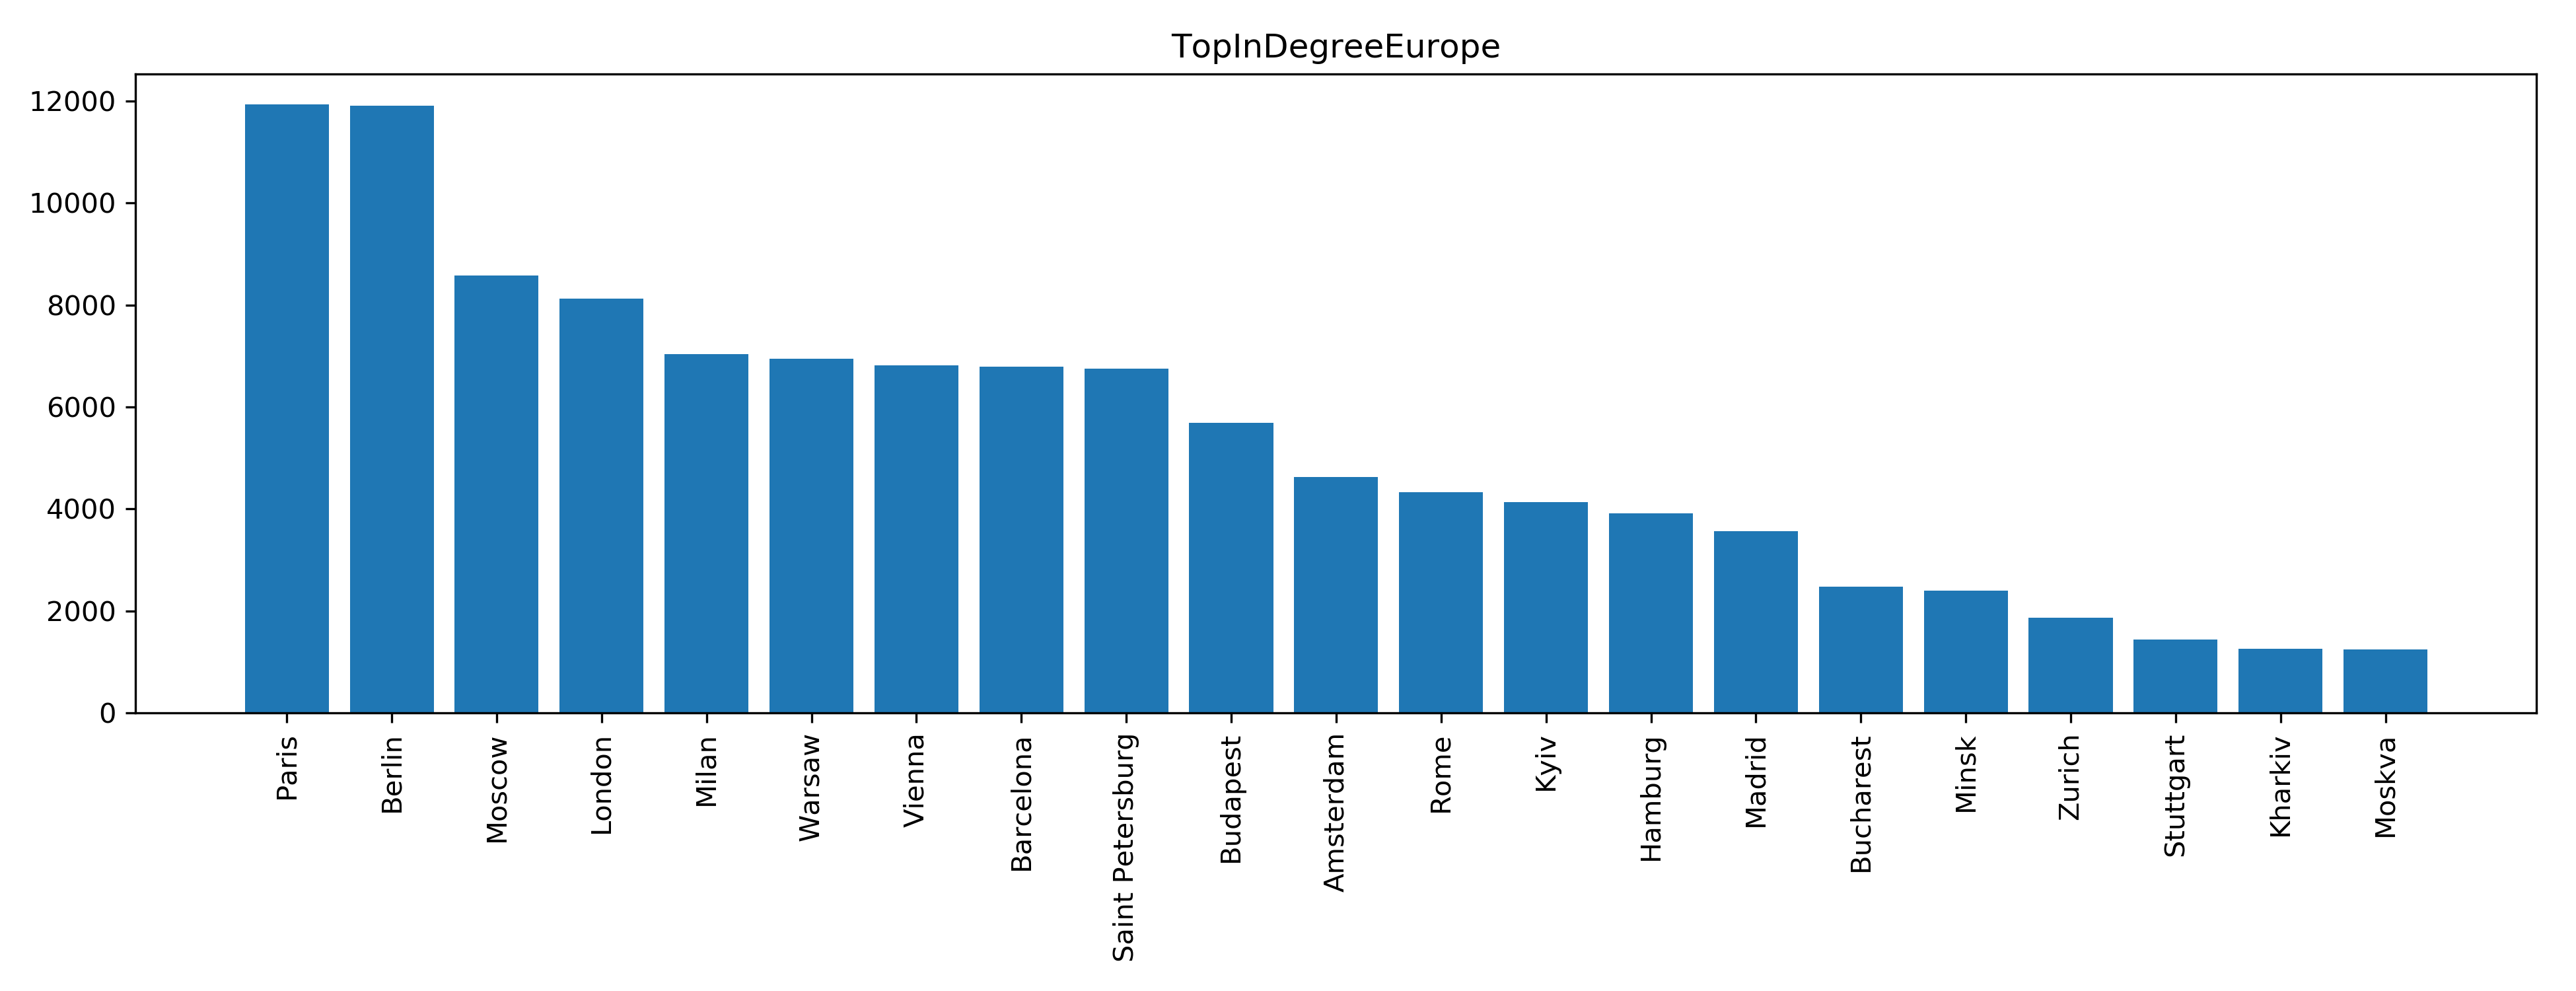 TopInDegreeEurope
12000
10000
8000
6000
4000
2000
0
Paris
Berlin
Moscow
London
Milan
Warsaw
Vienna
Barcelona
Saint Petersburg
Budapest
Amsterdam
Rome
Kyiv
Hamburg
Madrid
Bucharest
Minsk
Zurich
Stuttgart
Kharkiv
Moskva